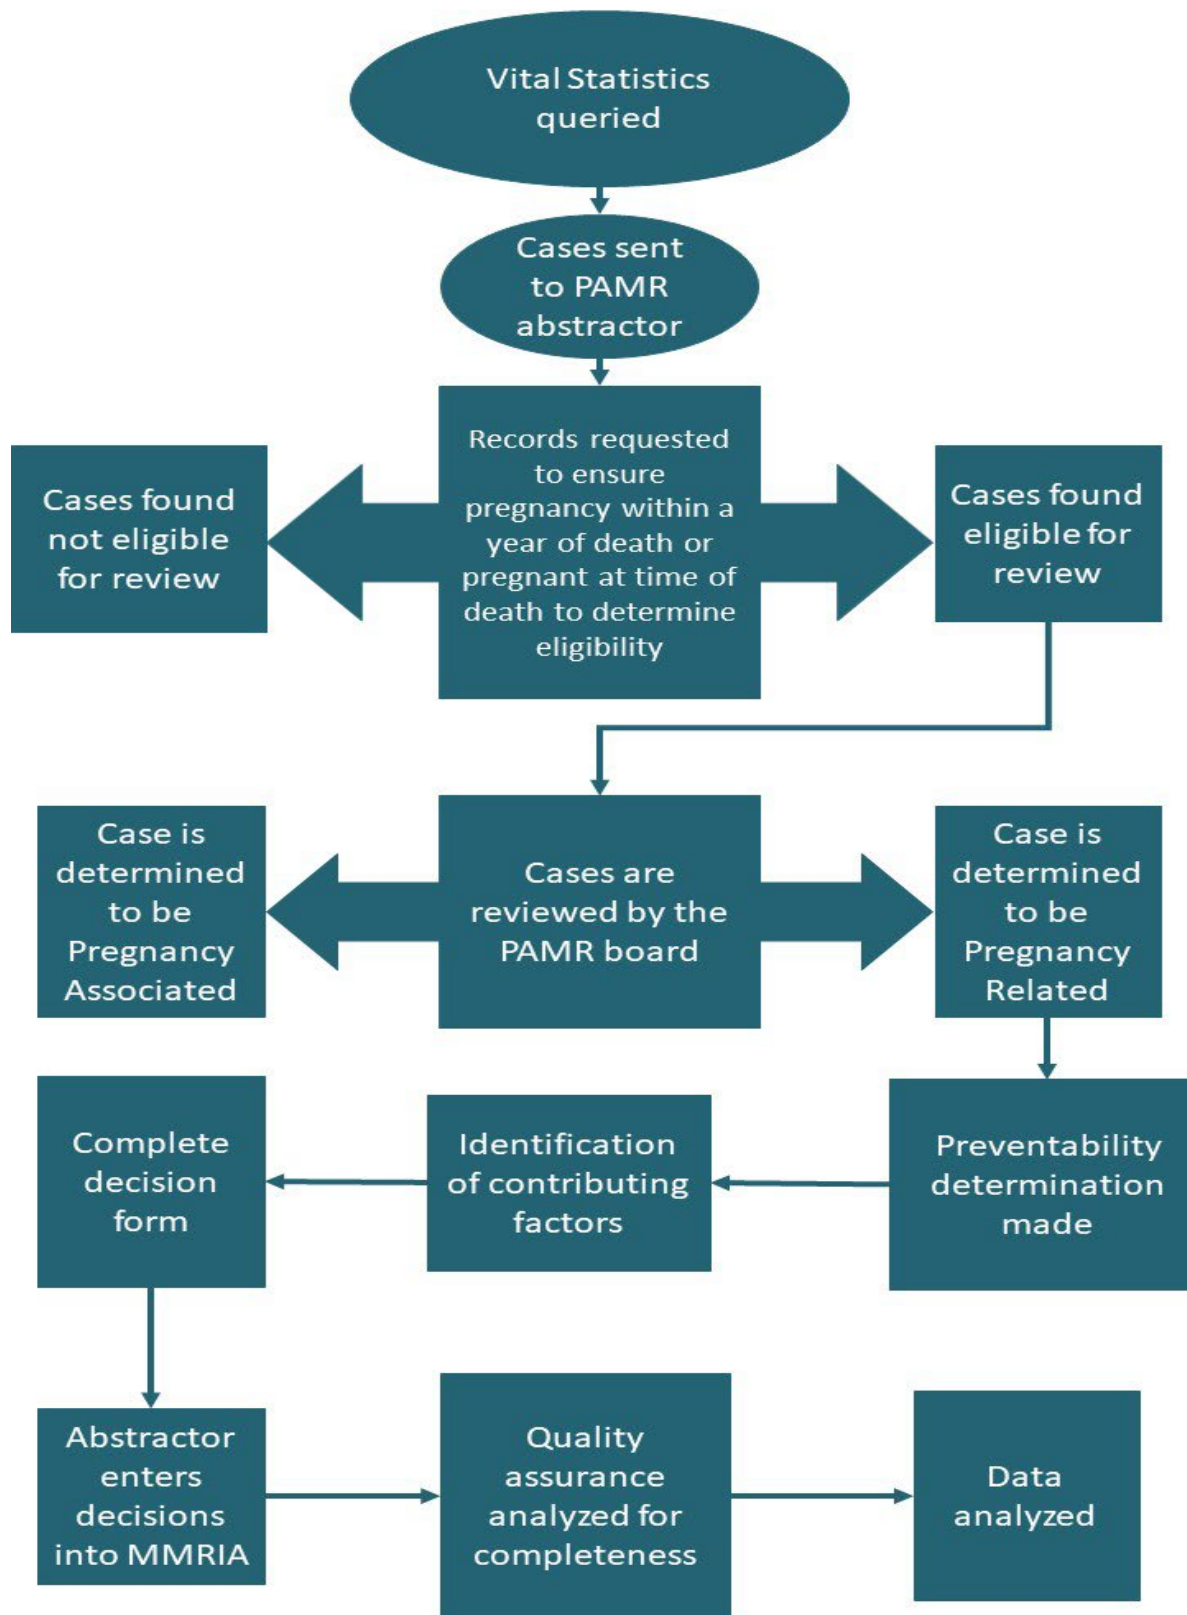 Vital Statistics
queried
Cases sent
to PAMR
abstractor
Records requested
to ensure
pregnancy within a
year of death or
pregnant at time of
death to determine
eligibility
Cases found
not eligible
for review
Cases found
eligible for
review
Cases are
reviewed by the
PAMR board
Case is
determined
to be
Pregnancy
Associated
Case is
determined
to be
Pregnancy
Related
Preventability
determination
made
Identification
of contributing
factors
Complete
decision
form
Abstractor
enters
decisions
into MMRIA
Quality
assurance
analyzed for
completeness
Data
analyzed